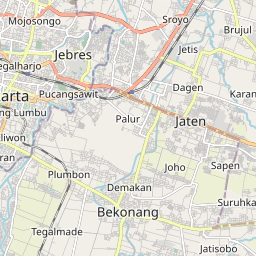 Mojosongo
Sroyo
Brujul
Jebres
Jetis
egalharjo
Dagen
Pucangsawit
Karan
arta
ng Lumbu
Palur
Jaten
liwon
Joho
Sapen
ran
Plumbon
Demakan
Suruhka
Bekonang
Tegalmade
Jatisobo